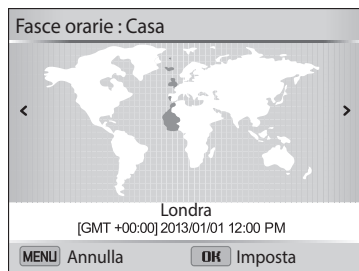 Fasce orarie : Casa
Londra
[GMT +00:00] 2013/01/01 12:00 PM
MENU Annulla OK Imposta